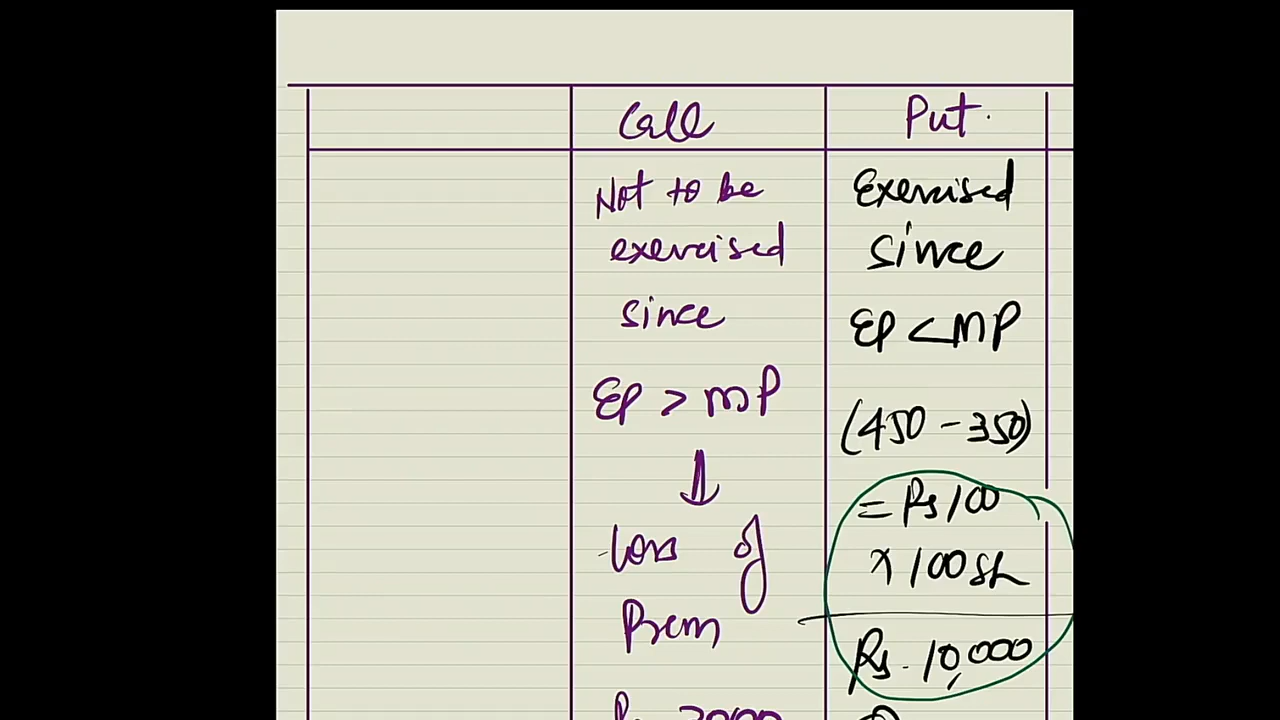 Call Put.
Not to be Exercised
exercised since
since EP < MP
EP > MP (450 - 350)
↓ = Rs 100
Loss of × 100 Sh
Prem Rs. 10,000